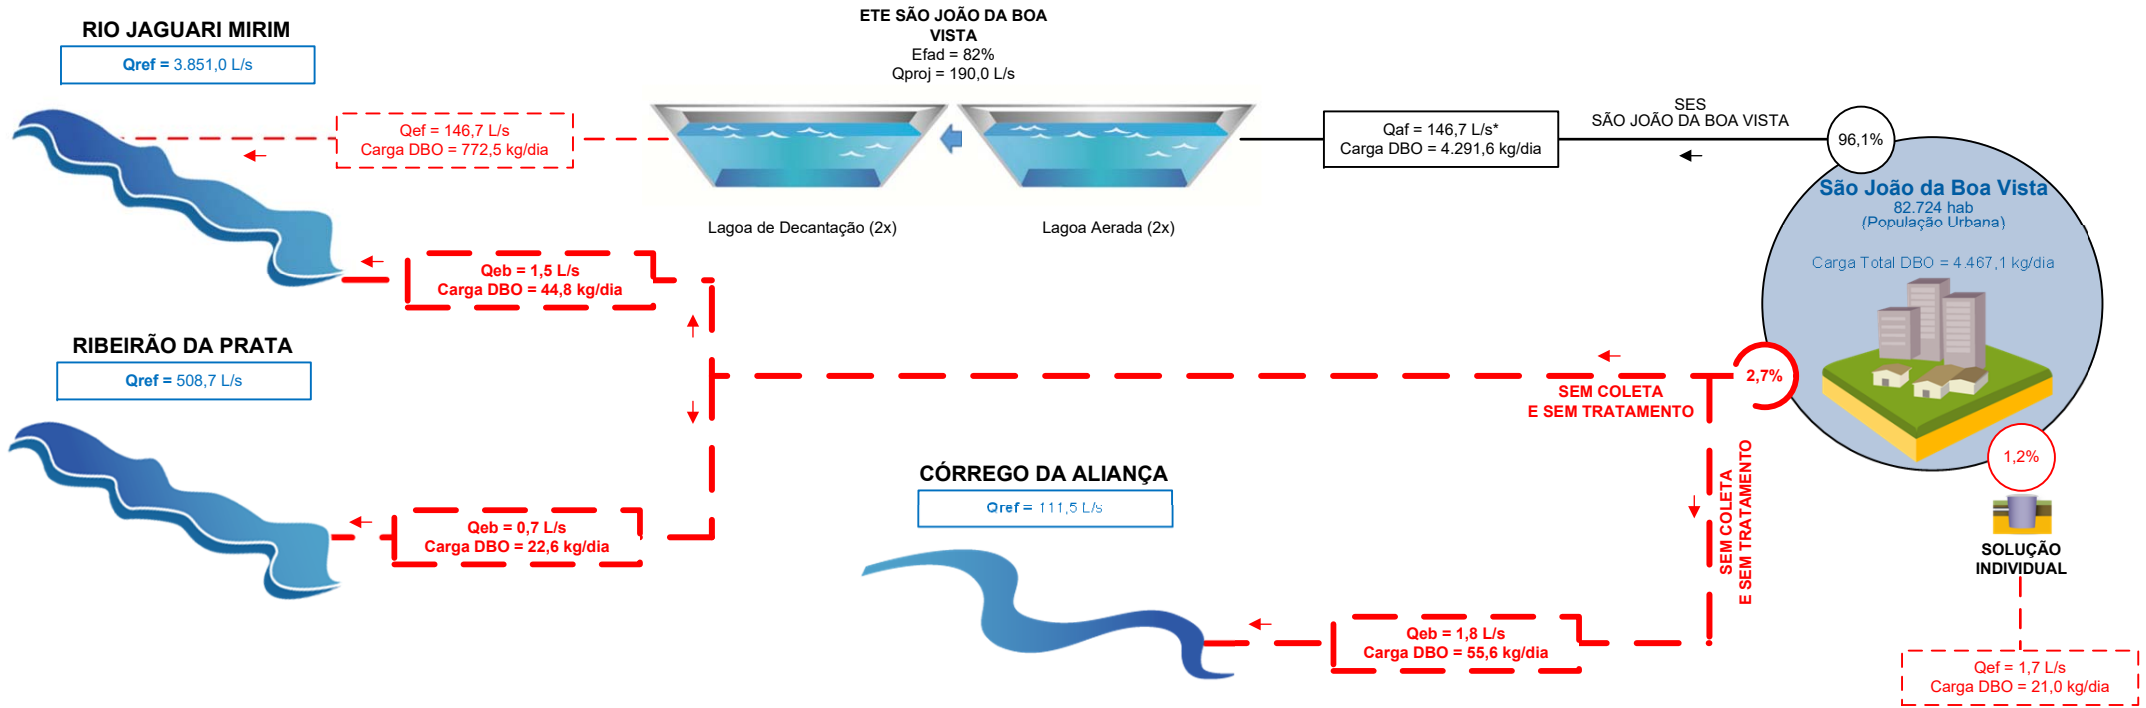 RIO JAGUARI MIRIM
Qref = 3.851,0 L/s
ETE SÃO JOÃO DA BOA
VISTA
Efad = 82%
Qproj = 190,0 L/s
Qef = 146,7 L/s
Carga DBO = 772,5 kg/dia
Lagoa de Decantação (2x)
Lagoa Aerada (2x)
Qaf = 146,7 L/s*
Carga DBO = 4.291,6 kg/dia
SES
SÃO JOÃO DA BOA VISTA
96,1%
São João da Boa Vista
82.724 hab
(População Urbana)
Carga Total DBO = 4.467,1 kg/dia
Qeb = 1,5 L/s
Carga DBO = 44,8 kg/dia
RIBEIRÃO DA PRATA
Qref = 508,7 L/s
2,7%
SEM COLETA
E SEM TRATAMENTO
Qeb = 0,7 L/s
Carga DBO = 22,6 kg/dia
CÓRREGO DA ALIANÇA
Qref = 111,5 L/s
SEM COLETA
E SEM TRATAMENTO
Qeb = 1,8 L/s
Carga DBO = 55,6 kg/dia
1,2%
SOLUÇÃO
INDIVIDUAL
Qef = 1,7 L/s
Carga DBO = 21,0 kg/dia